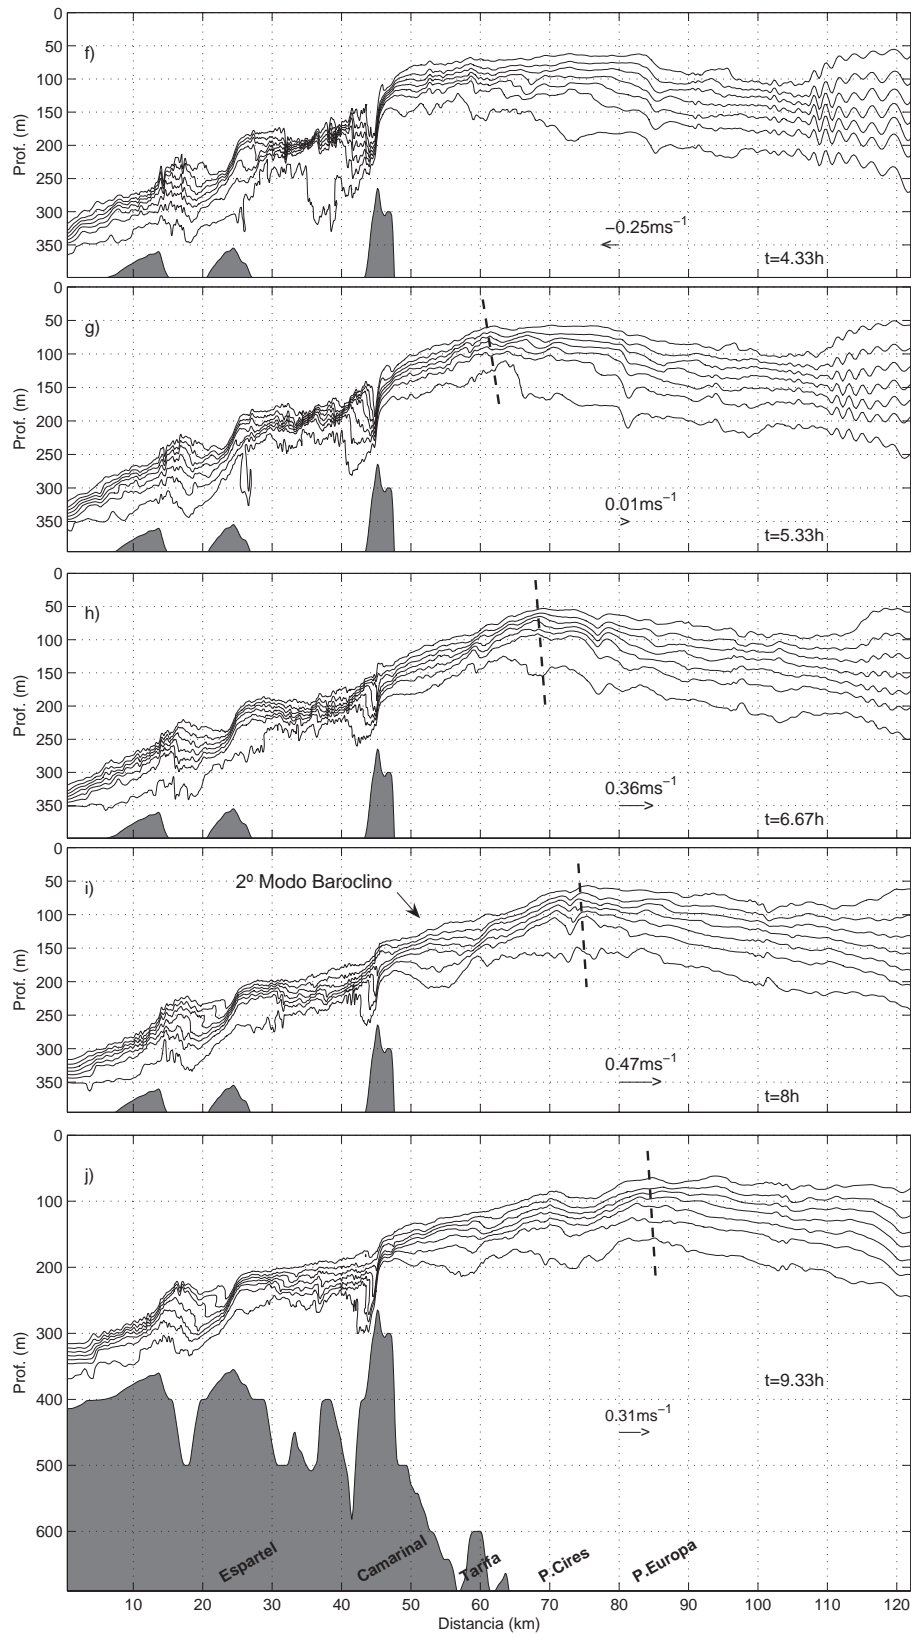 0
50
f)
100
150
200
250
300
350
Prof. (m)
−0.25ms⁻¹
t=4.33h
0
50
g)
100
150
200
250
300
350
Prof. (m)
0.01ms⁻¹
t=5.33h
0
50
h)
100
150
200
250
300
350
Prof. (m)
0.36ms⁻¹
t=6.67h
0
50
i)
2º Modo Baroclino
100
150
200
250
300
350
Prof. (m)
0.47ms⁻¹
t=8h
0
j)
100
200
300
400
500
600
Prof. (m)
t=9.33h
0.31ms⁻¹
Espartel
Camarinal
Tarifa
P.Cires
P.Europa
10 20 30 40 50 60 70 80 90 100 110 120
Distancia (km)